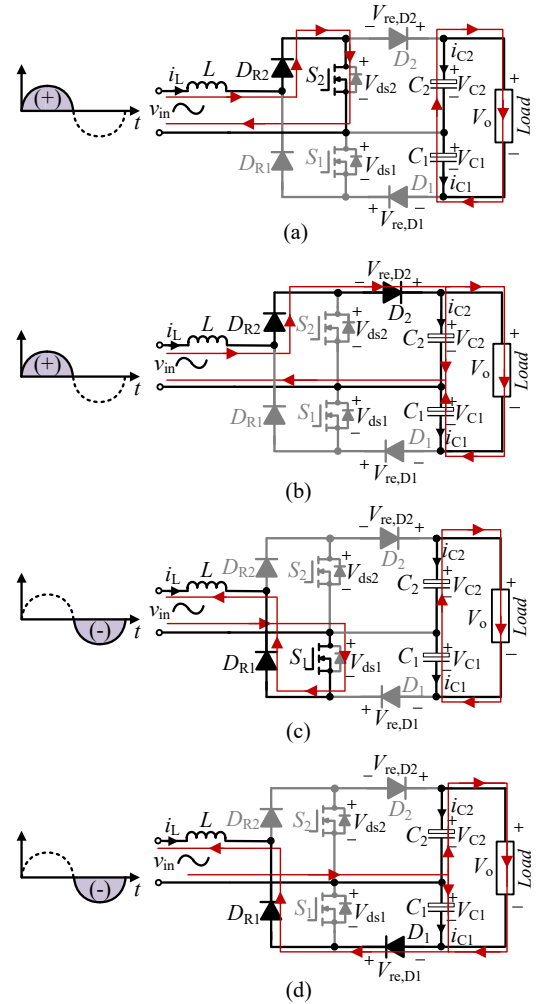 V_re,D2
i_L L D_R2 S_2 − + D_2 i_C2
(+) t v_in + V_ds2 − C_2 + V_C2 − + V_o − Load
D_R1 S_1 + V_ds1 − C_1 + V_C1 − D_1 i_C1
+ V_re,D1 −
(a)
V_re,D2
i_L L D_R2 S_2 − + D_2 i_C2
(+) t v_in + V_ds2 − C_2 + V_C2 − + V_o − Load
D_R1 S_1 + V_ds1 − C_1 + V_C1 − D_1 i_C1
+ V_re,D1 −
(b)
V_re,D2
i_L L D_R2 S_2 − + D_2 i_C2
(-) t v_in + V_ds2 − C_2 + V_C2 − + V_o − Load
D_R1 S_1 + V_ds1 − C_1 + V_C1 − D_1 i_C1
+ V_re,D1 −
(c)
V_re,D2
i_L L D_R2 S_2 − + D_2 i_C2
(-) t v_in + V_ds2 − C_2 + V_C2 − + V_o − Load
D_R1 S_1 + V_ds1 − C_1 + V_C1 − D_1 i_C1
+ V_re,D1 −
(d)